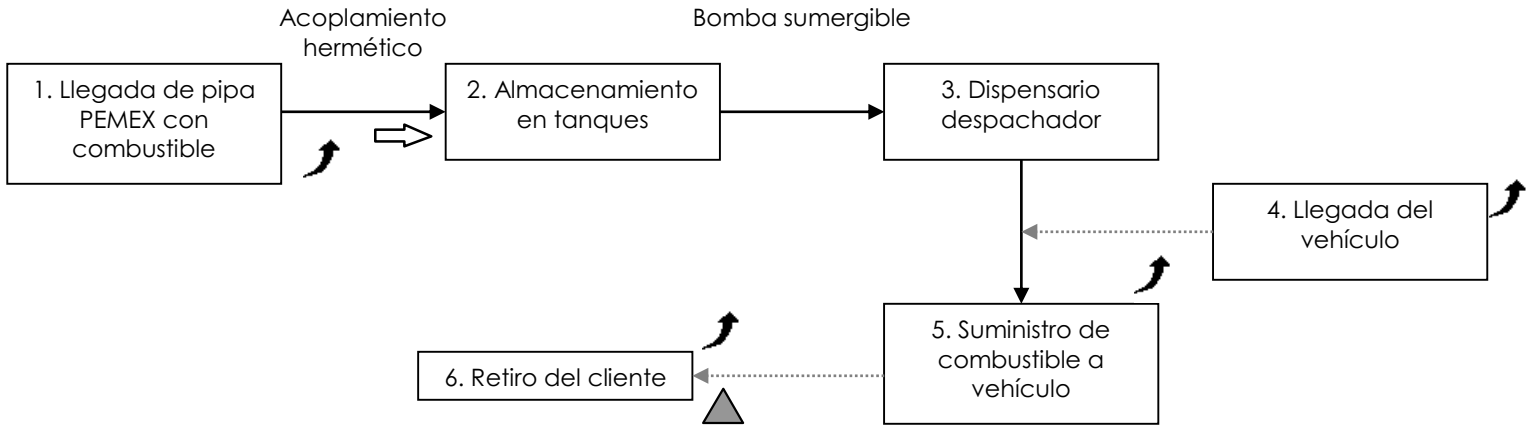 Acoplamiento
hermético
Bomba sumergible
1. Llegada de pipa
PEMEX con
combustible
2. Almacenamiento
en tanques
3. Dispensario
despachador
4. Llegada del
vehículo
5. Suministro de
combustible a
vehículo
6. Retiro del cliente